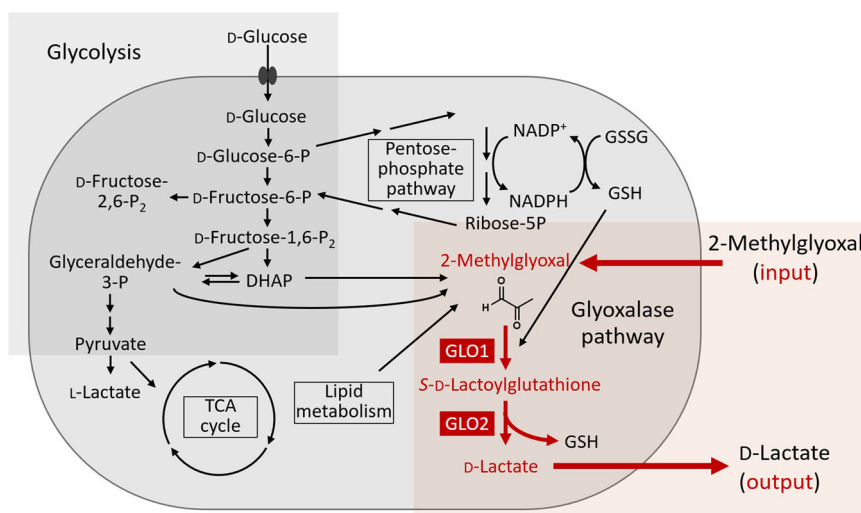 Glycolysis
D-Glucose
D-Glucose
D-Glucose-6-P
D-Fructose-
2,6-P₂
D-Fructose-6-P
D-Fructose-1,6-P₂
Glyceraldehyde-
3-P
DHAP
Pyruvate
L-Lactate
TCA
cycle
Lipid
metabolism
Pentose-
phosphate
pathway
NADP⁺
NADPH
GSSG
GSH
Ribose-5P
2-Methylglyoxal
O
H
O
Glyoxalase
pathway
GLO1
S-D-Lactoylglutathione
GLO2
GSH
D-Lactate
2-Methylglyoxal
(input)
D-Lactate
(output)